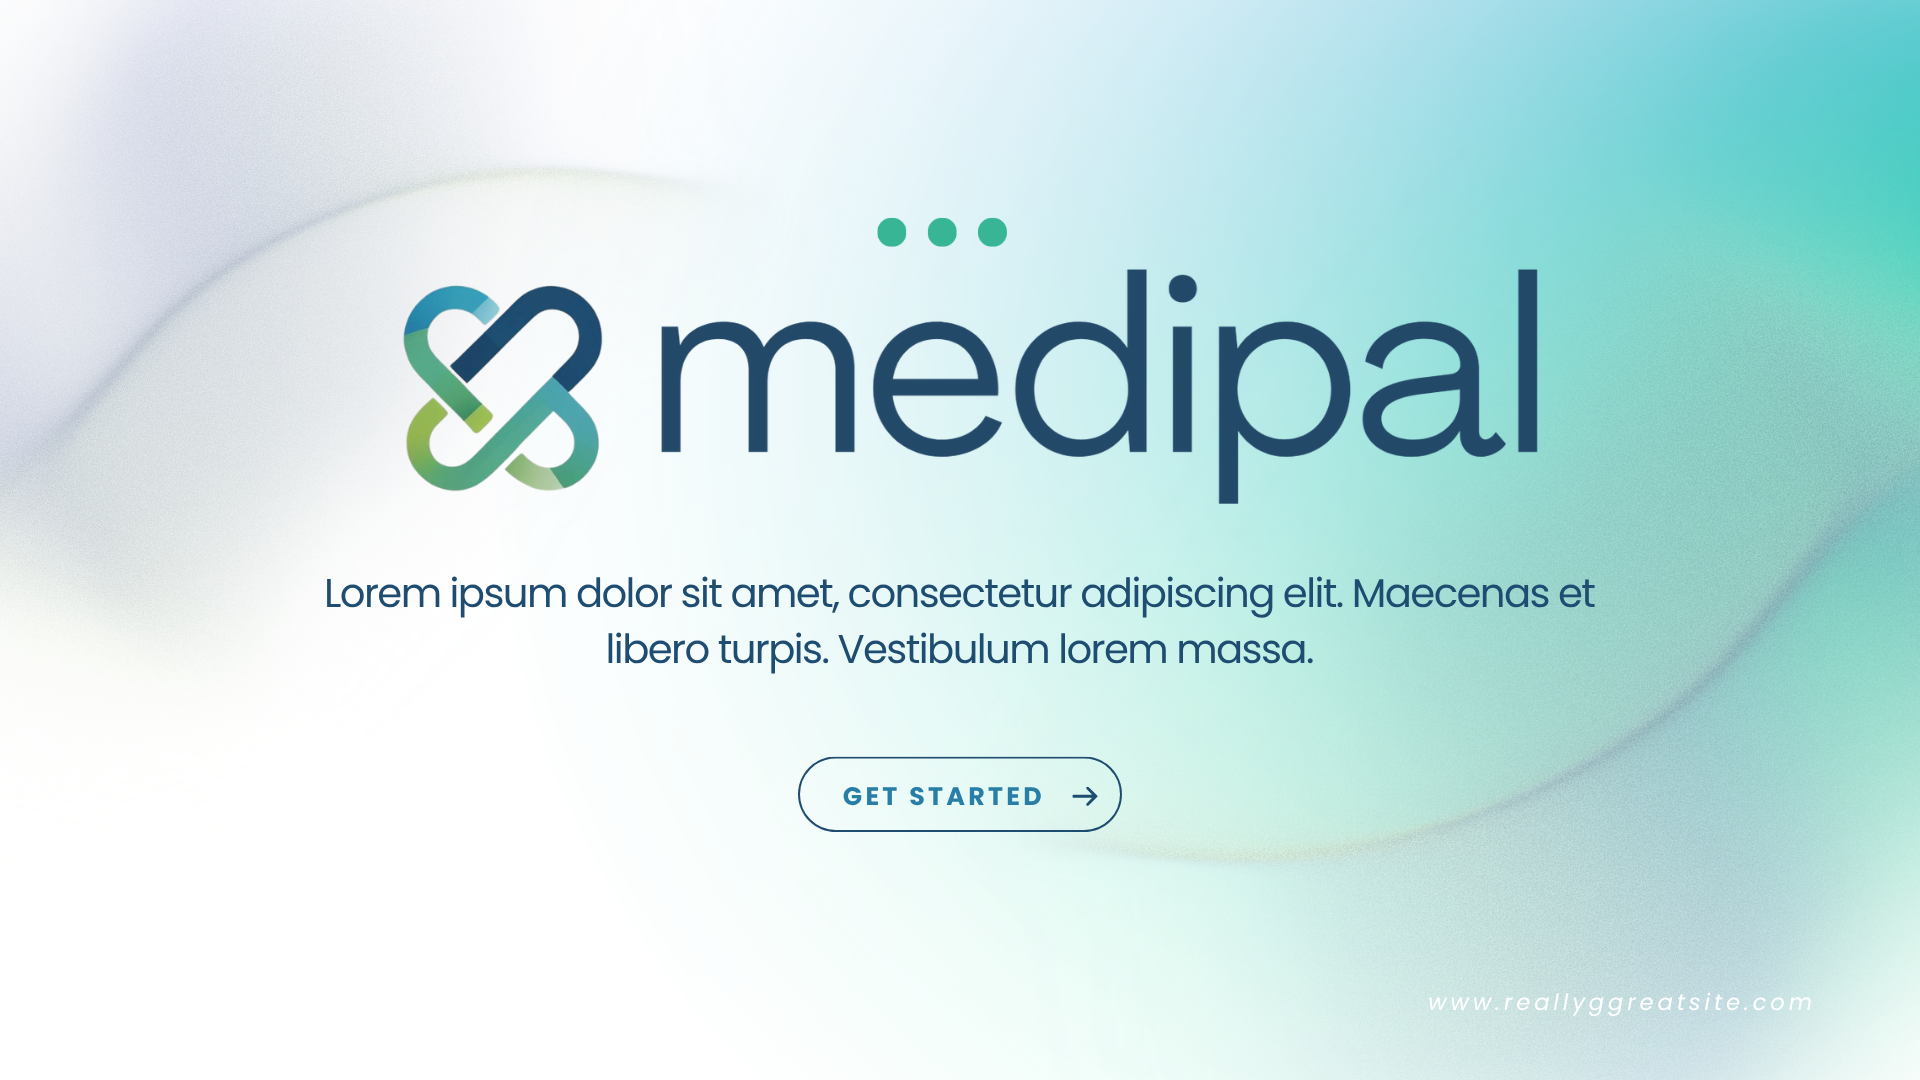 medipal
Lorem ipsum dolor sit amet, consectetur adipiscing elit. Maecenas et
libero turpis. Vestibulum lorem massa.
GET STARTED
www.reallyggreatsite.com